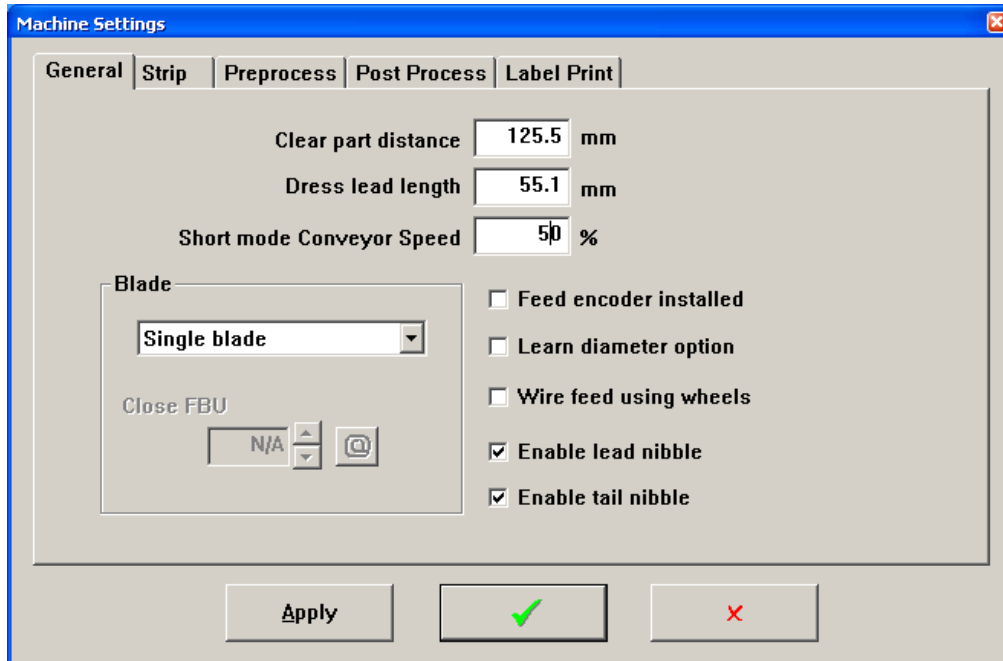 Machine Settings
General Strip Preprocess Post Process Label Print
Clear part distance 125.5 mm
Dress lead length 55.1 mm
Short mode Conveyor Speed 50 %
Blade
Single blade
Close FBU
N/A @
Feed encoder installed
Learn diameter option
Wire feed using wheels
Enable lead nibble
Enable tail nibble
Apply